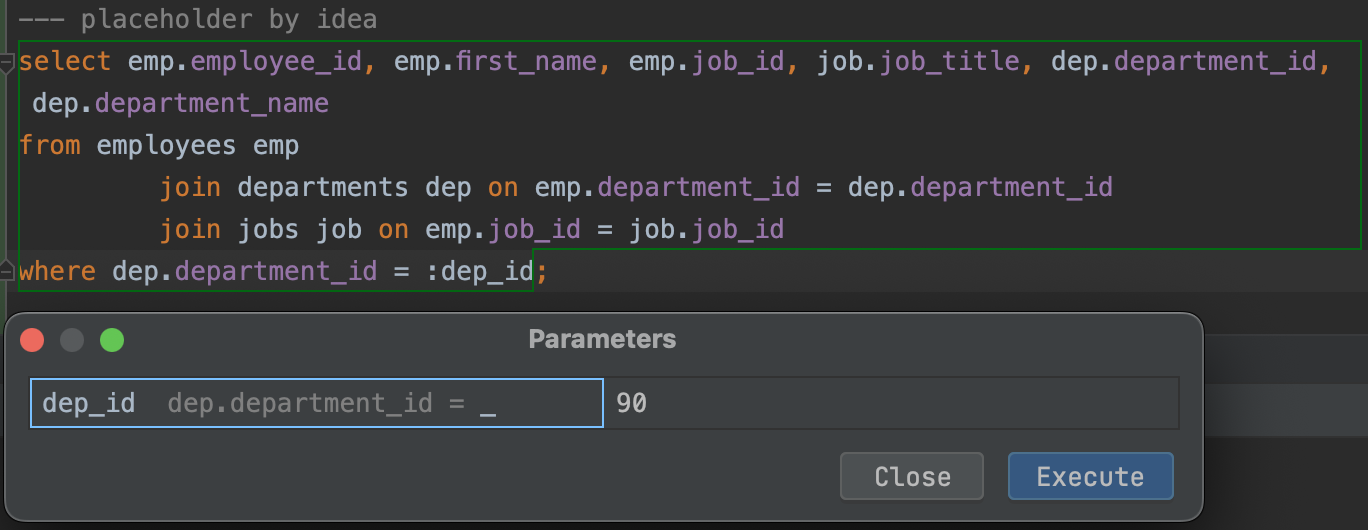 --- placeholder by idea
select emp.employee_id, emp.first_name, emp.job_id, job.job_title, dep.department_id,
dep.department_name
from employees emp
join departments dep on emp.department_id = dep.department_id
join jobs job on emp.job_id = job.job_id
where dep.department_id = :dep_id;
Parameters
dep_id dep.department_id = _ 90
Close Execute